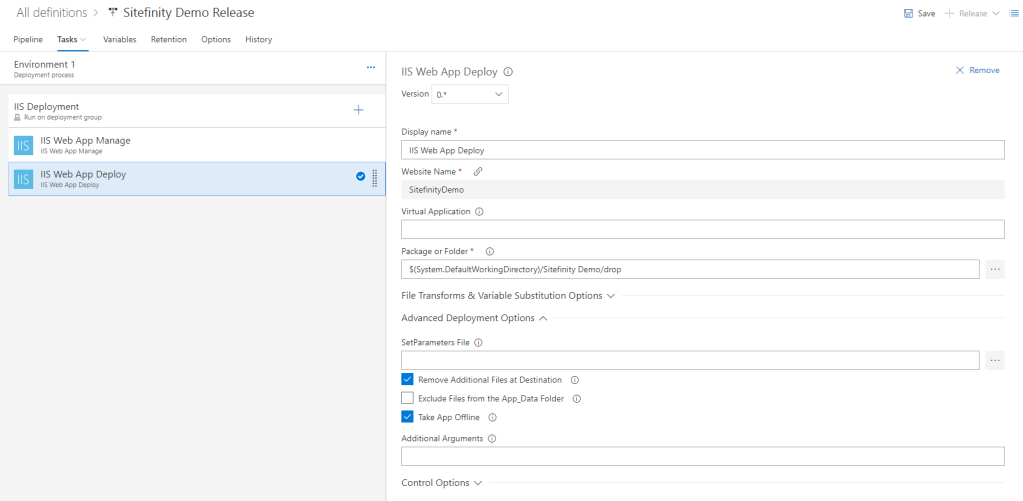 All definitions > Sitefinity Demo Release
Save
Release
Pipeline Tasks Variables Retention Options History
Environment 1
Deployment process
IIS Deployment
Run on deployment group
IIS
IIS Web App Manage
IIS Web App Manage
IIS
IIS Web App Deploy
IIS Web App Deploy
IIS Web App Deploy
Remove
Version 0.*
Display name *
IIS Web App Deploy
Website Name *
SitefinityDemo
Virtual Application
Package or Folder *
$(System.DefaultWorkingDirectory)/Sitefinity Demo/drop
File Transforms & Variable Substitution Options
Advanced Deployment Options
SetParameters File
Remove Additional Files at Destination
Exclude Files from the App_Data Folder
Take App Offline
Additional Arguments
Control Options